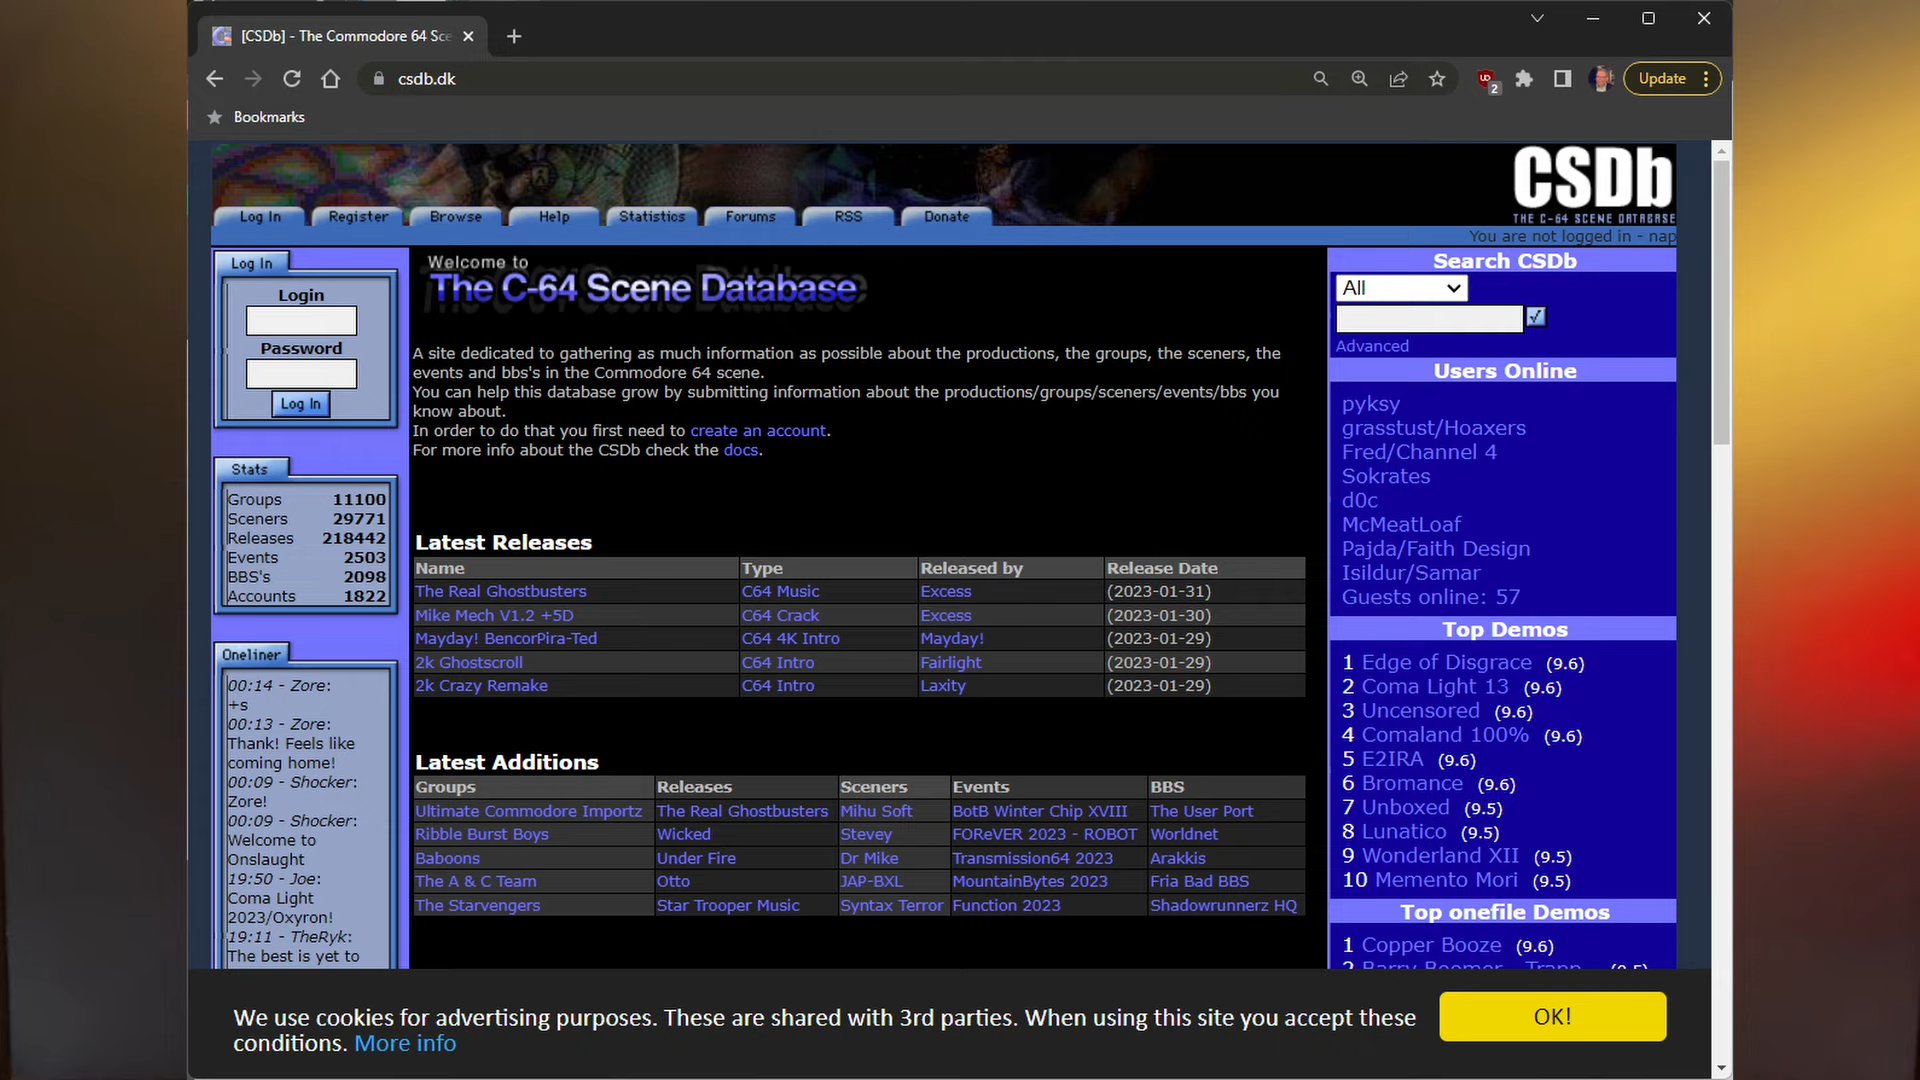 [CSDb] - The Commodore 64 Sce
csdb.dk
2
Update
Bookmarks
CSDb
THE C-64 SCENE DATABASE
Log In Register Browse Help Statistics Forums RSS Donate
You are not logged in - nap
Log In
Login
Password
Log In
Stats
Groups 11100
Sceners 29771
Releases 218442
Events 2503
BBS's 2098
Accounts 1822
Oneliner
00:14 - Zore:
+s
00:13 - Zore:
Thank! Feels like
coming home!
00:09 - Shocker:
Zore!
00:09 - Shocker:
Welcome to
Onslaught
19:50 - Joe:
Coma Light
2023/Oxyron!
19:11 - TheRyk:
The best is yet to
Welcome to
The C-64 Scene Database
A site dedicated to gathering as much information as possible about the productions, the groups, the sceners, the
events and bbs's in the Commodore 64 scene.
You can help this database grow by submitting information about the productions/groups/sceners/events/bbs you
know about.
In order to do that you first need to create an account.
For more info about the CSDb check the docs.
Latest Releases
Name Type Released by Release Date
The Real Ghostbusters C64 Music Excess (2023-01-31)
Mike Mech V1.2 +5D C64 Crack Excess (2023-01-30)
Mayday! BencorPira-Ted C64 4K Intro Mayday! (2023-01-29)
2k Ghostscroll C64 Intro Fairlight (2023-01-29)
2k Crazy Remake C64 Intro Laxity (2023-01-29)
Latest Additions
Groups Releases Sceners Events BBS
Ultimate Commodore Importz The Real Ghostbusters Mihu Soft BotB Winter Chip XVIII The User Port
Ribble Burst Boys Wicked Stevey FOReVER 2023 - ROBOT Worldnet
Baboons Under Fire Dr Mike Transmission64 2023 Arakkis
The A & C Team Otto JAP-BXL MountainBytes 2023 Fria Bad BBS
The Starvengers Star Trooper Music Syntax Terror Function 2023 Shadowrunnerz HQ
Search CSDb
All
Advanced
Users Online
pyksy
grasstust/Hoaxers
Fred/Channel 4
Sokrates
d0c
McMeatLoaf
Pajda/Faith Design
Isildur/Samar
Guests online: 57
Top Demos
1 Edge of Disgrace (9.6)
2 Coma Light 13 (9.6)
3 Uncensored (9.6)
4 Comaland 100% (9.6)
5 E2IRA (9.6)
6 Bromance (9.6)
7 Unboxed (9.5)
8 Lunatico (9.5)
9 Wonderland XII (9.5)
10 Memento Mori (9.5)
Top onefile Demos
1 Copper Booze (9.6)
We use cookies for advertising purposes. These are shared with 3rd parties. When using this site you accept these
conditions. More info
OK!